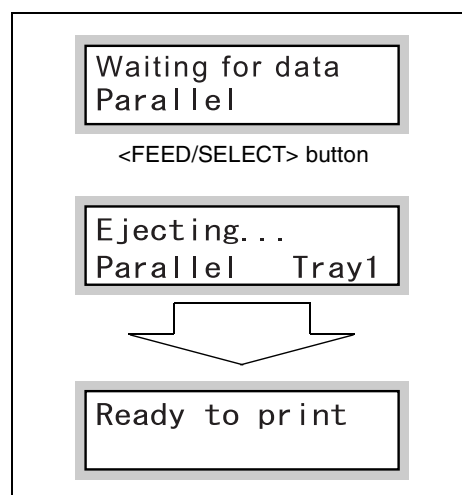 Waiting for data
Parallel
<FEED/SELECT> button
Ejecting...
Parallel Tray1
Ready to print